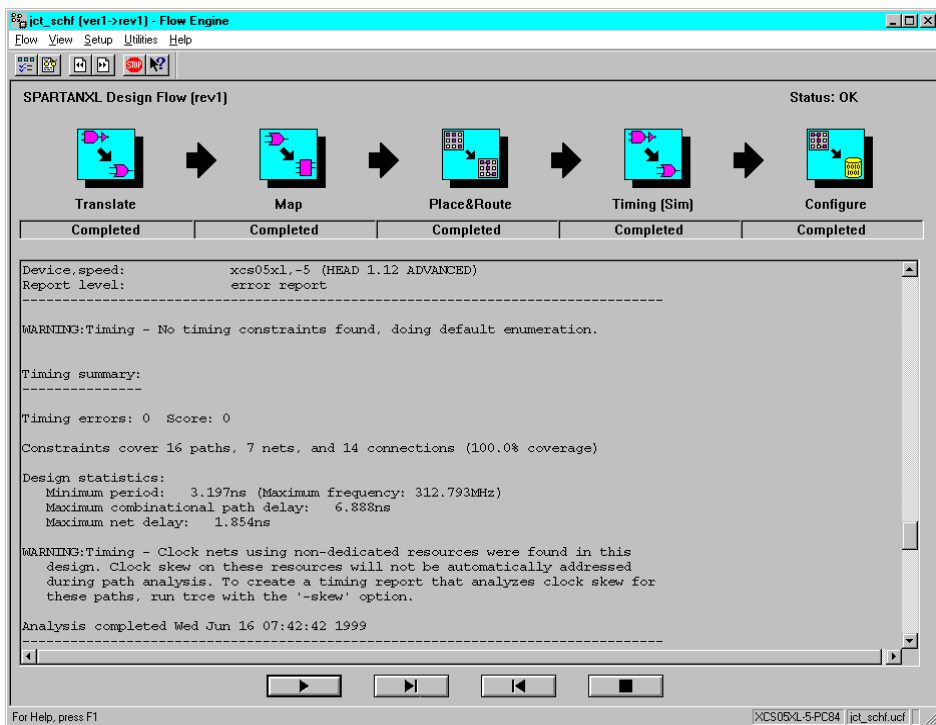 jct_schf (ver1->rev1) - Flow Engine
Flow View Setup Utilities Help
STOP
SPARTANXL Design Flow (rev1) Status: OK
Translate Map Place&Route Timing (Sim) Configure
Completed Completed Completed Completed Completed
Device,speed: xcs05xl,-5 (HEAD 1.12 ADVANCED)
Report level: error report
--------------------------------------------------------------------------------
WARNING:Timing - No timing constraints found, doing default enumeration.
Timing summary:
---------------
Timing errors: 0 Score: 0
Constraints cover 16 paths, 7 nets, and 14 connections (100.0% coverage)
Design statistics:
Minimum period: 3.197ns (Maximum frequency: 312.793MHz)
Maximum combinational path delay: 6.888ns
Maximum net delay: 1.854ns
WARNING:Timing - Clock nets using non-dedicated resources were found in this
design. Clock skew on these resources will not be automatically addressed
during path analysis. To create a timing report that analyzes clock skew for
these paths, run trce with the '-skew' option.
Analysis completed Wed Jun 16 07:42:42 1999
--------------------------------------------------------------------------------
For Help, press F1 XCS05XL-5-PC84 jct_schf.ucf